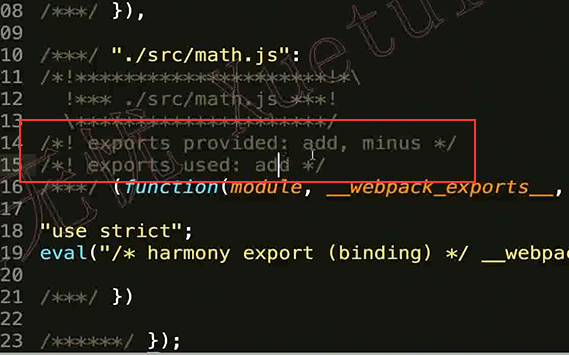 08 /***/ }),
09
10 /***/ "./src/math.js":
11 /*!*********************!*\
12   !*** ./src/math.js ***!
13   \*********************/
14 /*! exports provided: add, minus */
15 /*! exports used: add */
16 /***/ (function(module, __webpack_exports__,
17
18 "use strict";
19 eval("/* harmony export (binding) */ __webpa
20
21 /***/ })
22
23 /******/ });